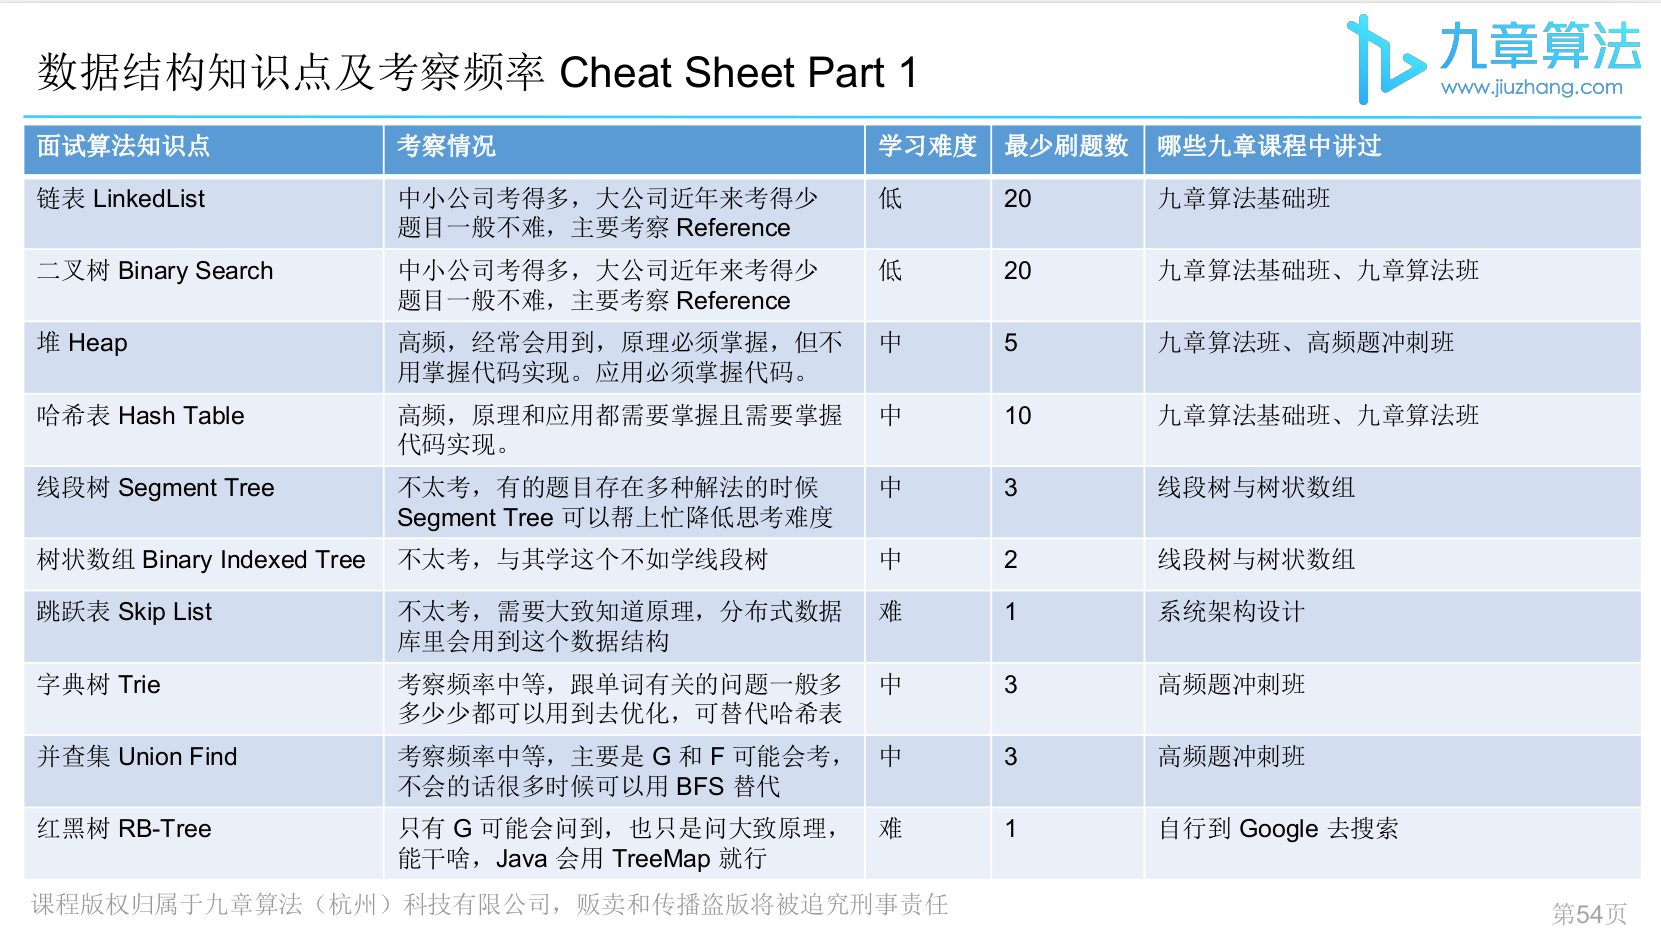 数据结构知识点及考察频率 Cheat Sheet Part 1
九章算法
www.jiuzhang.com
面试算法知识点 考察情况 学习难度 最少刷题数 哪些九章课程中讲过
链表 LinkedList 中小公司考得多，大公司近年来考得少 低 20 九章算法基础班
题目一般不难，主要考察 Reference
二叉树 Binary Search 中小公司考得多，大公司近年来考得少 低 20 九章算法基础班、九章算法班
题目一般不难，主要考察 Reference
堆 Heap 高频，经常会用到，原理必须掌握，但不 中 5 九章算法班、高频题冲刺班
用掌握代码实现。应用必须掌握代码。
哈希表 Hash Table 高频，原理和应用都需要掌握且需要掌握 中 10 九章算法基础班、九章算法班
代码实现。
线段树 Segment Tree 不太考，有的题目存在多种解法的时候 中 3 线段树与树状数组
Segment Tree 可以帮上忙降低思考难度
树状数组 Binary Indexed Tree 不太考，与其学这个不如学线段树 中 2 线段树与树状数组
跳跃表 Skip List 不太考，需要大致知道原理，分布式数据 难 1 系统架构设计
库里会用到这个数据结构
字典树 Trie 考察频率中等，跟单词有关的问题一般多 中 3 高频题冲刺班
多少少都可以用到去优化，可替代哈希表
并查集 Union Find 考察频率中等，主要是 G 和 F 可能会考， 中 3 高频题冲刺班
不会的话很多时候可以用 BFS 替代
红黑树 RB-Tree 只有 G 可能会问到，也只是问大致原理， 难 1 自行到 Google 去搜索
能干啥，Java 会用 TreeMap 就行
课程版权归属于九章算法（杭州）科技有限公司，贩卖和传播盗版将被追究刑事责任
第54页